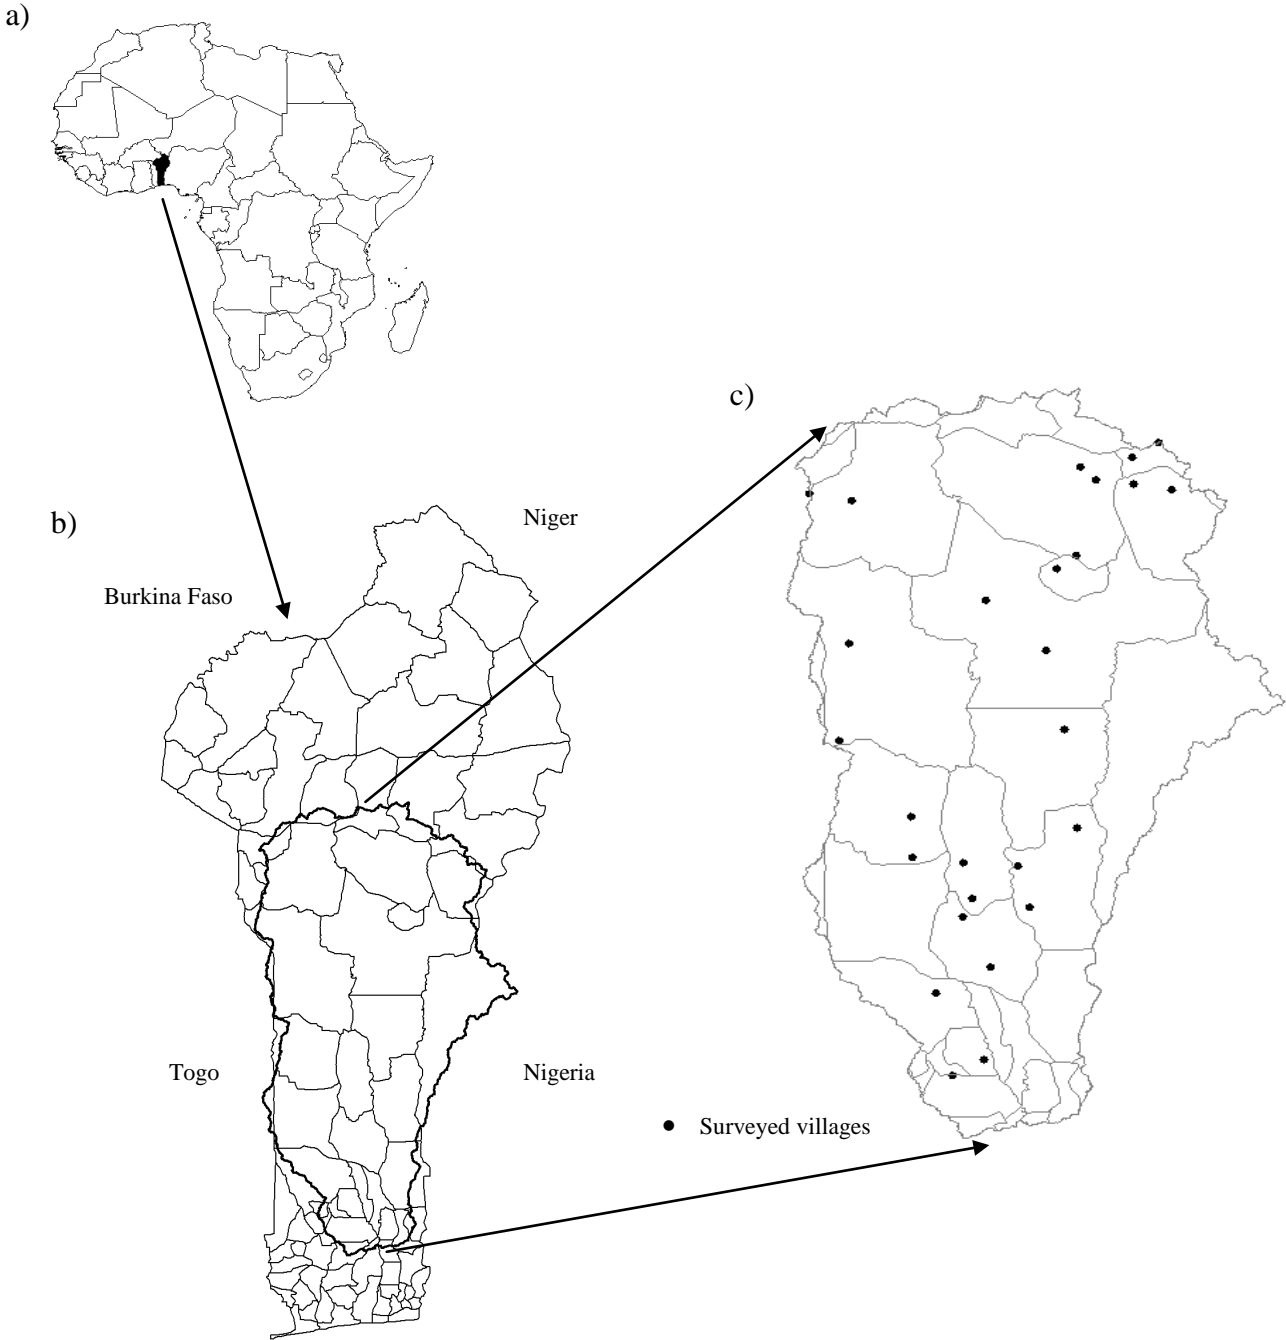 a)
c)
b)
Niger
Burkina Faso
Togo
Nigeria
Surveyed villages